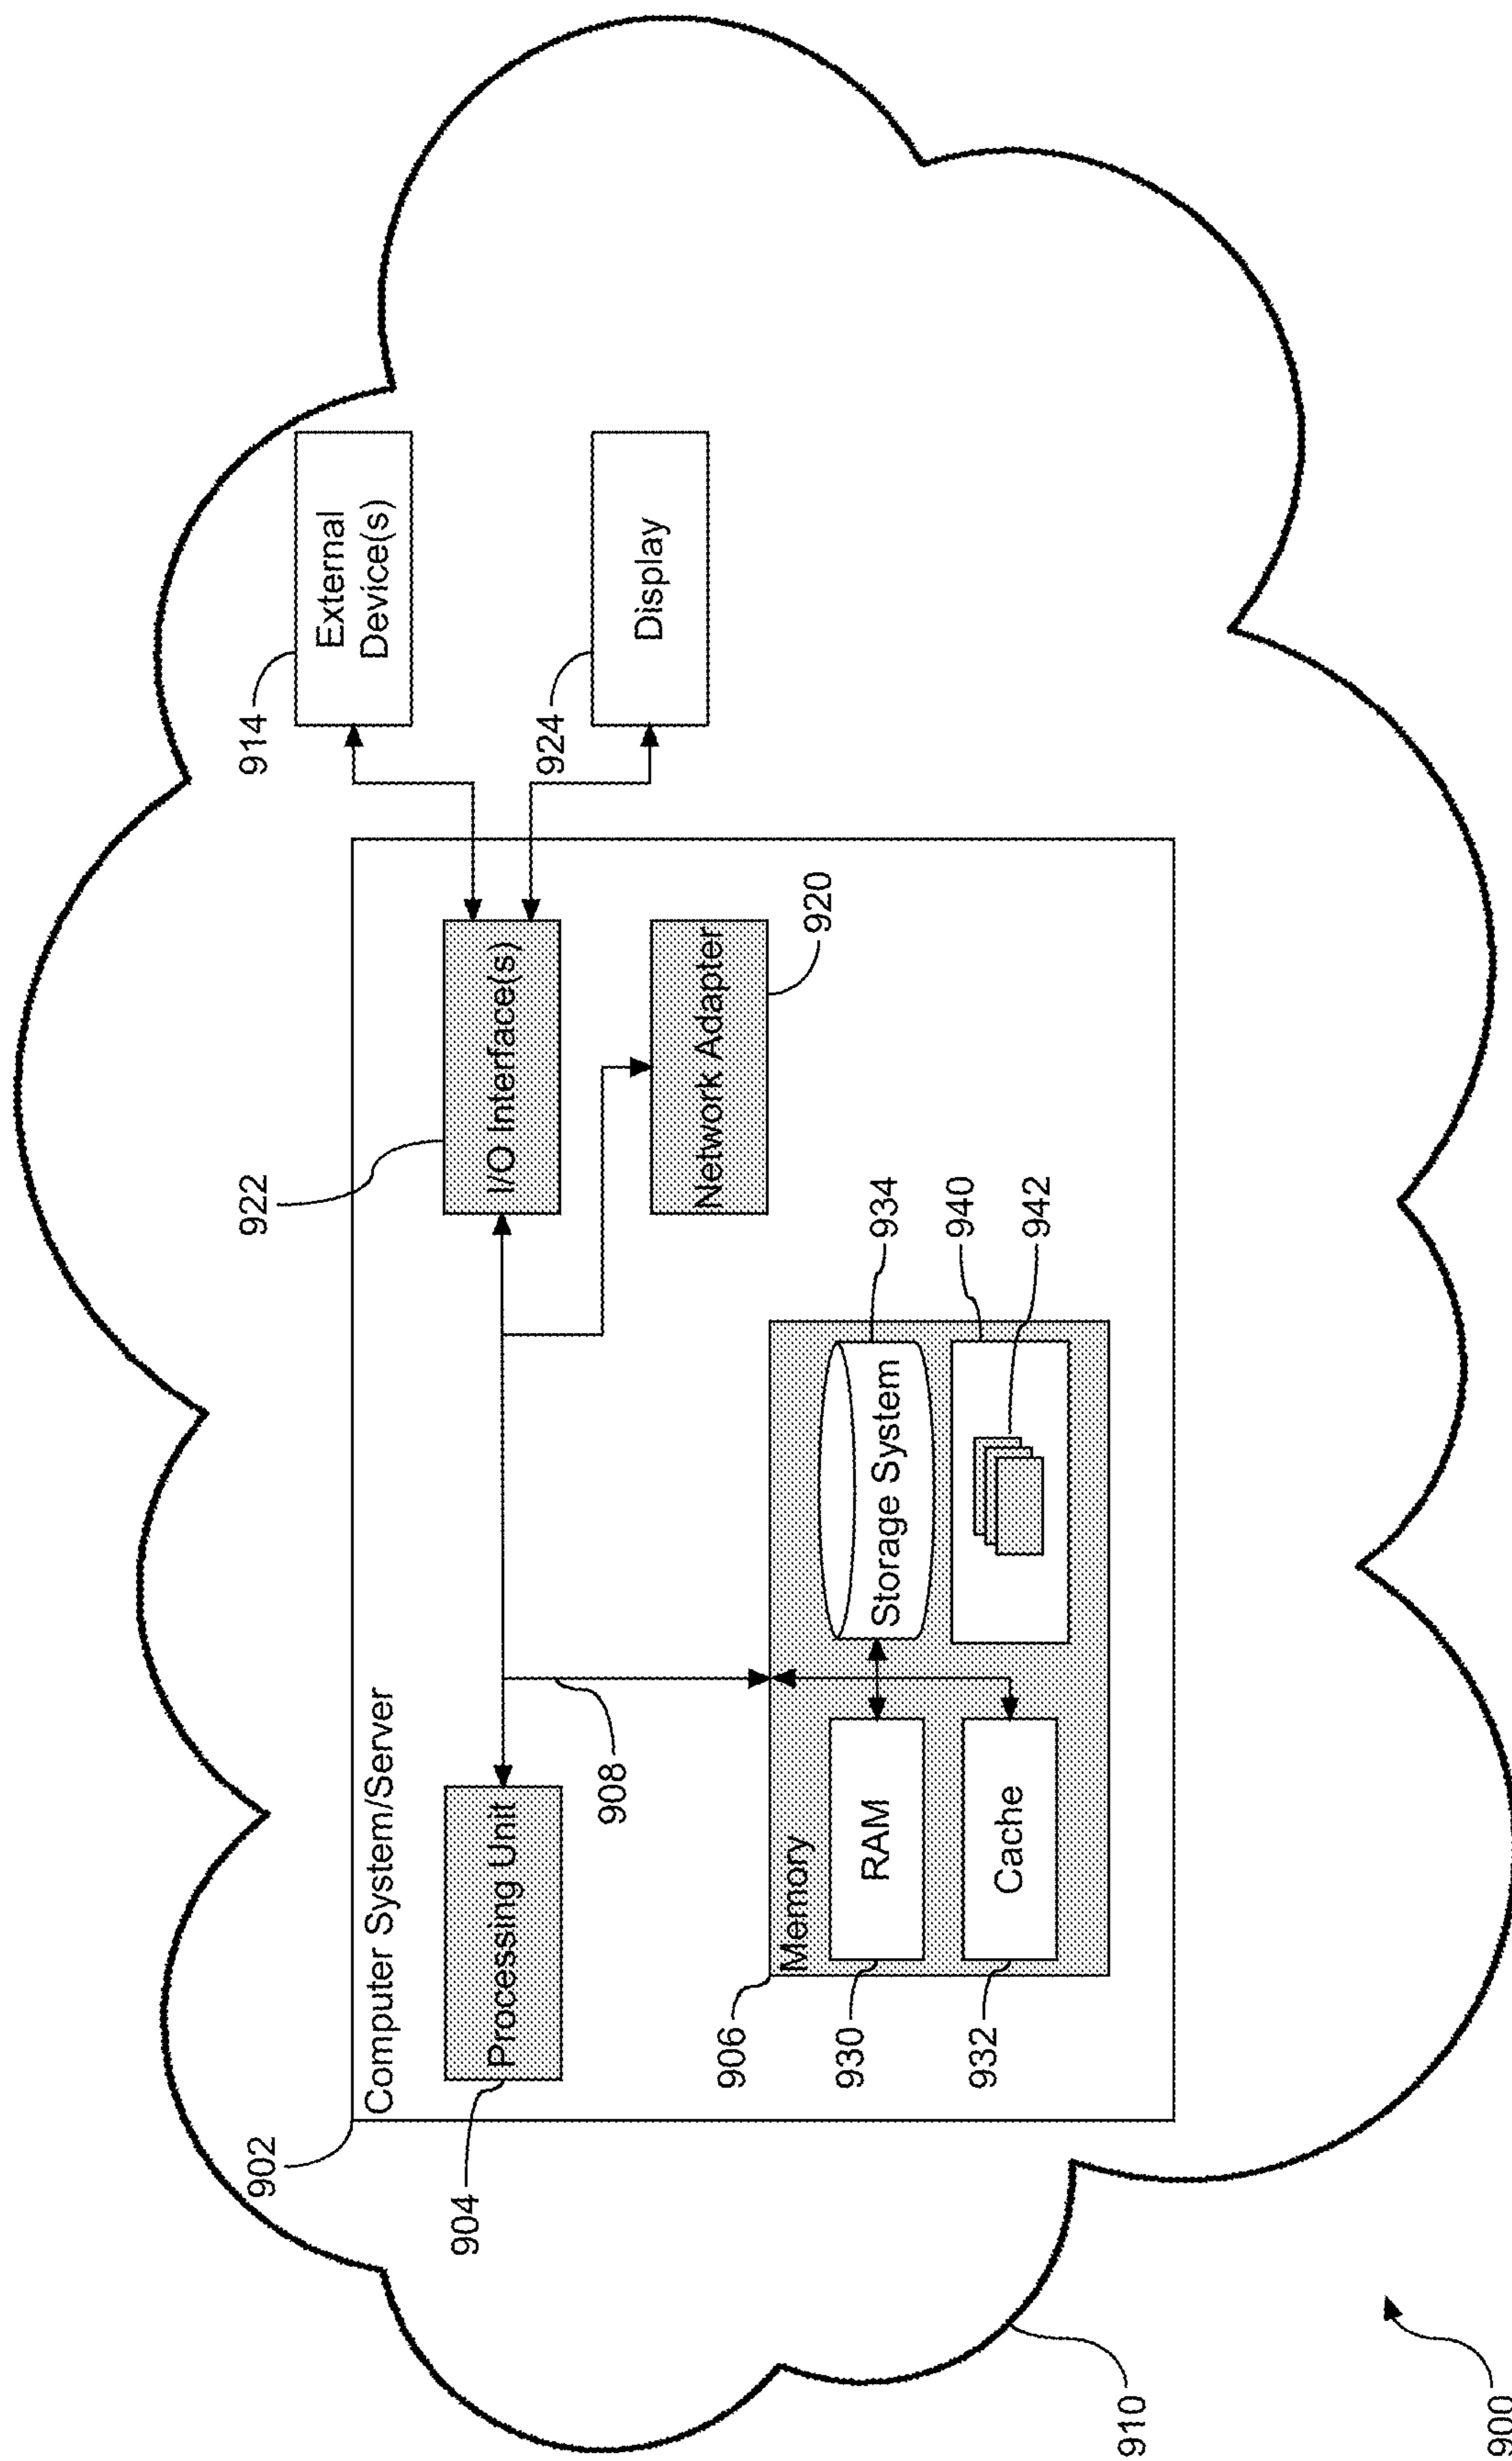 902
922
914
External
Device(s)
Computer System/Server
904
Processing Unit
I/O Interface(s)
924
Display
908
Network Adapter
920
906
Memory
930
RAM
Storage System
934
932
Cache
940
942
910
900